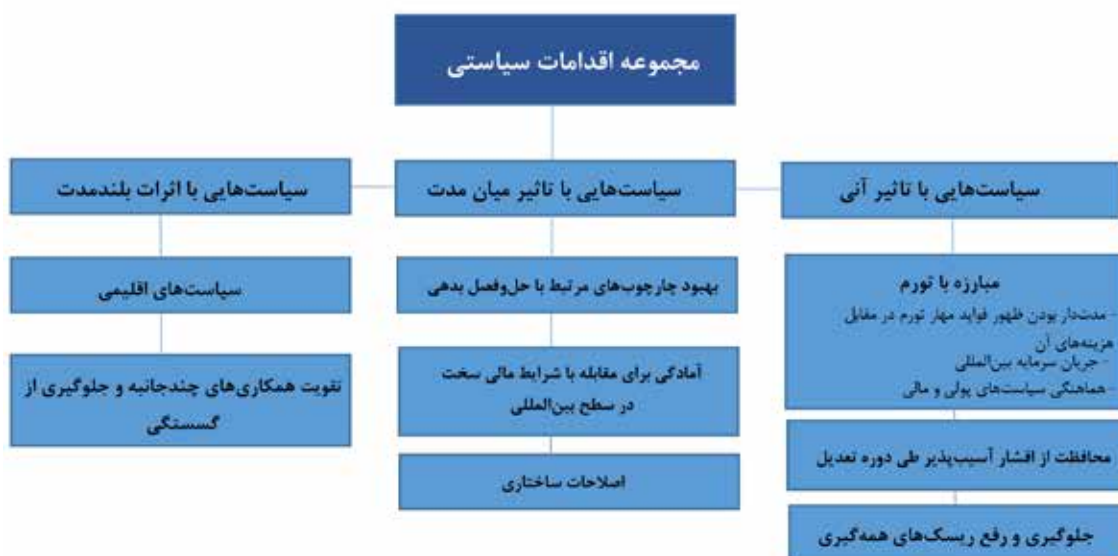 مجموعه اقدامات سیاستی
سیاست‌هایی با تاثیر آنی
مبارزه با تورم
- مدت‌دار بودن ظهور فواید مهار تورم در مقابل
هزینه‌های آن
- جریان سرمایه بین‌المللی
- هماهنگی سیاست‌های پولی و مالی
محافظت از اقشار آسیب‌پذیر طی دوره تعدیل
جلوگیری و رفع ریسک‌های همه‌گیری
سیاست‌هایی با تاثیر میان مدت
بهبود چارچوب‌های مرتبط با حل‌وفصل بدهی
آمادگی برای مقابله با شرایط مالی سخت
در سطح بین‌المللی
اصلاحات ساختاری
سیاست‌هایی با اثرات بلندمدت
سیاست‌های اقلیمی
تقویت همکاری‌های چندجانبه و جلوگیری از
گسستگی